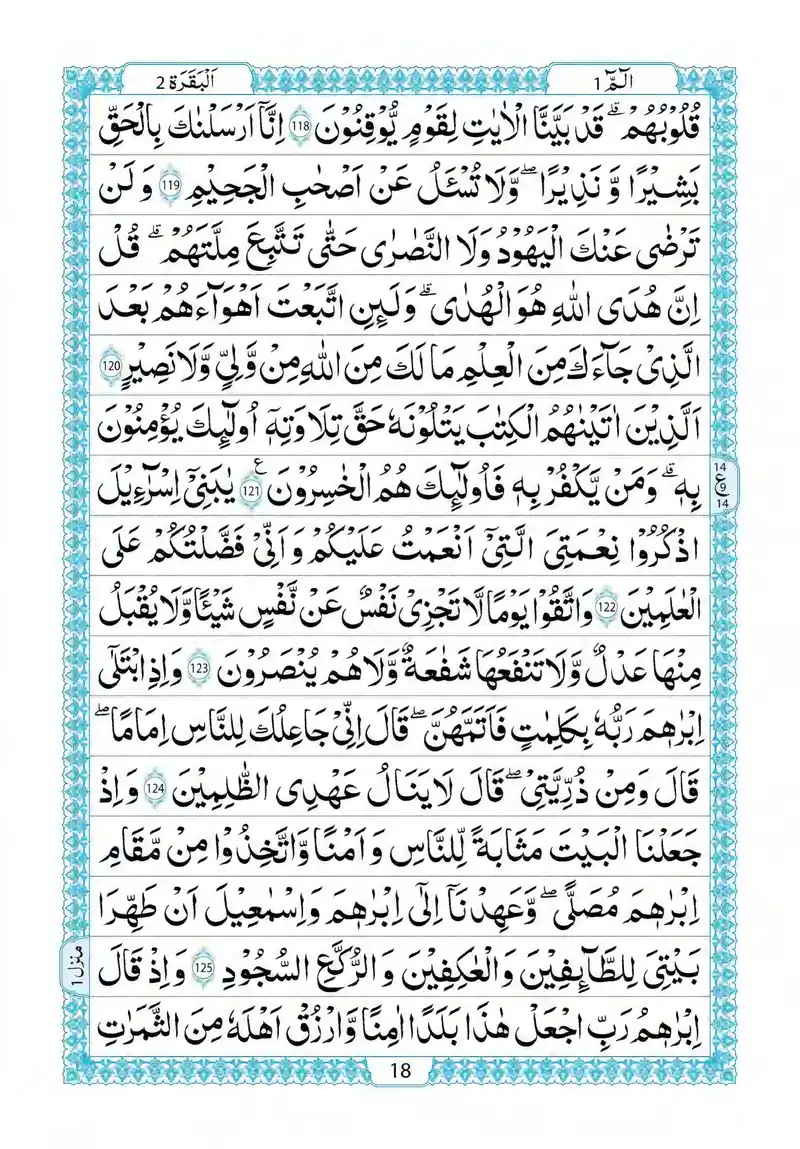 الٓمّٓ 1
اَلْبَقَرَة 2
قُلُوْبُهُمْ ؕ قَدْ بَيَّنَّا الْاٰيٰتِ لِقَوْمٍ يُّوْقِنُوْنَ 118 اِنَّاۤ اَرْسَلْنٰكَ بِالْحَقِّ
بَشِيْرًا وَّ نَذِيْرًا ۖ وَّلَا تُسْـَٔلُ عَنْ اَصْحٰبِ الْجَحِيْمِ 119 وَ لَنْ
تَرْضٰى عَنْكَ الْيَهُوْدُ وَلَا النَّصٰرٰى حَتّٰى تَتَّبِعَ مِلَّتَهُمْ ۗ قُلْ
اِنَّ هُدَى اللّٰهِ هُوَ الْهُدٰى ۗ وَلَىِٕنِ اتَّبَعْتَ اَهْوَآءَهُمْ بَعْدَ
الَّذِيْ جَآءَكَ مِنَ الْعِلْمِ مَا لَكَ مِنَ اللّٰهِ مِنْ وَّلِيٍّ وَّلَا نَصِيْرٍ 120
اَلَّذِيْنَ اٰتَيْنٰهُمُ الْكِتٰبَ يَتْلُوْنَهٗ حَقَّ تِلَاوَتِهٖۤ اُولٰٓىِٕكَ يُؤْمِنُوْنَ
بِهٖ ۗ وَمَنْ يَّكْفُرْ بِهٖ فَاُولٰٓىِٕكَ هُمُ الْخٰسِرُوْنَ 121 ع يٰبَنِيْٓ اِسْرَآءِيْلَ
14 ع 9 14
اذْكُرُوْا نِعْمَتِيَ الَّتِيْٓ اَنْعَمْتُ عَلَيْكُمْ وَ اَنِّيْ فَضَّلْتُكُمْ عَلَى
الْعٰلَمِيْنَ 122 وَاتَّقُوْا يَوْمًا لَّا تَجْزِيْ نَفْسٌ عَنْ نَّفْسٍ شَيْـًٔا وَّلَا يُقْبَلُ
مِنْهَا عَدْلٌ وَّلَا تَنْفَعُهَا شَفٰعَةٌ وَّلَا هُمْ يُنْصَرُوْنَ 123 وَاِذِ ابْتَلٰٓى
اِبْرٰهٖمَ رَبُّهٗ بِكَلِمٰتٍ فَاَتَمَّهُنَّ ۖ قَالَ اِنِّيْ جَاعِلُكَ لِلنَّاسِ اِمَامًا ۖ
قَالَ وَمِنْ ذُرِّيَّتِيْ ۖ قَالَ لَا يَنَالُ عَهْدِي الظّٰلِمِيْنَ 124 وَاِذْ
جَعَلْنَا الْبَيْتَ مَثَابَةً لِّلنَّاسِ وَ اَمْنًا وَّاتَّخِذُوْا مِنْ مَّقَامِ
اِبْرٰهٖمَ مُصَلًّى ۖ وَّعَهِدْنَاۤ اِلٰٓى اِبْرٰهٖمَ وَاِسْمٰعِيْلَ اَنْ طَهِّرَا
بَيْتِيَ لِلطَّآىِٕفِيْنَ وَالْعٰكِفِيْنَ وَالرُّكَّعِ السُّجُوْدِ 125 وَاِذْ قَالَ
منزل 1
اِبْرٰهٖمُ رَبِّ اجْعَلْ هٰذَا بَلَدًا اٰمِنًا وَّارْزُقْ اَهْلَهٗ مِنَ الثَّمَرٰتِ
18